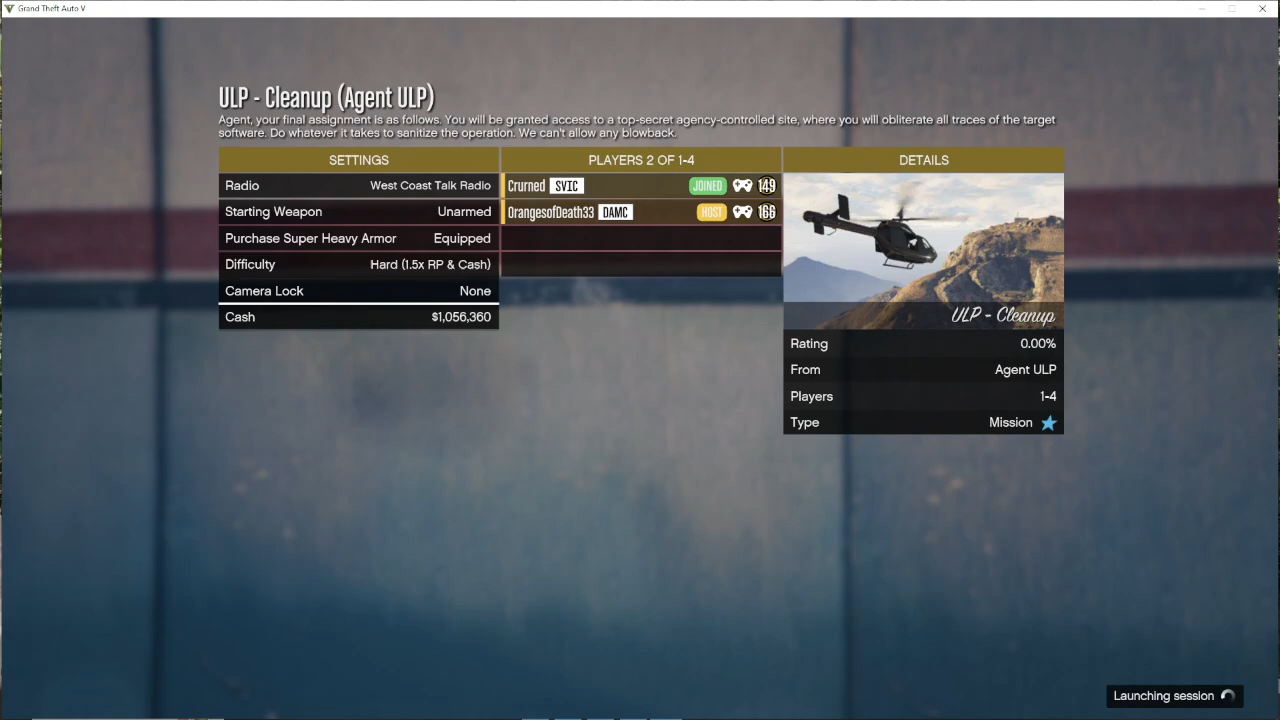 Grand Theft Auto V
ULP - Cleanup (Agent ULP)
Agent, your final assignment is as follows. You will be granted access to a top-secret agency-controlled site, where you will obliterate all traces of the target
software. Do whatever it takes to sanitize the operation. We can't allow any blowback.
SETTINGS
Radio West Coast Talk Radio
Starting Weapon Unarmed
Purchase Super Heavy Armor Equipped
Difficulty Hard (1.5x RP & Cash)
Camera Lock None
Cash $1,056,360
PLAYERS 2 OF 1-4
Crurned SVIC JOINED 149
OrangesofDeath33 DAMC HOST 166
DETAILS
ULP - Cleanup
Rating 0.00%
From Agent ULP
Players 1-4
Type Mission
Launching session